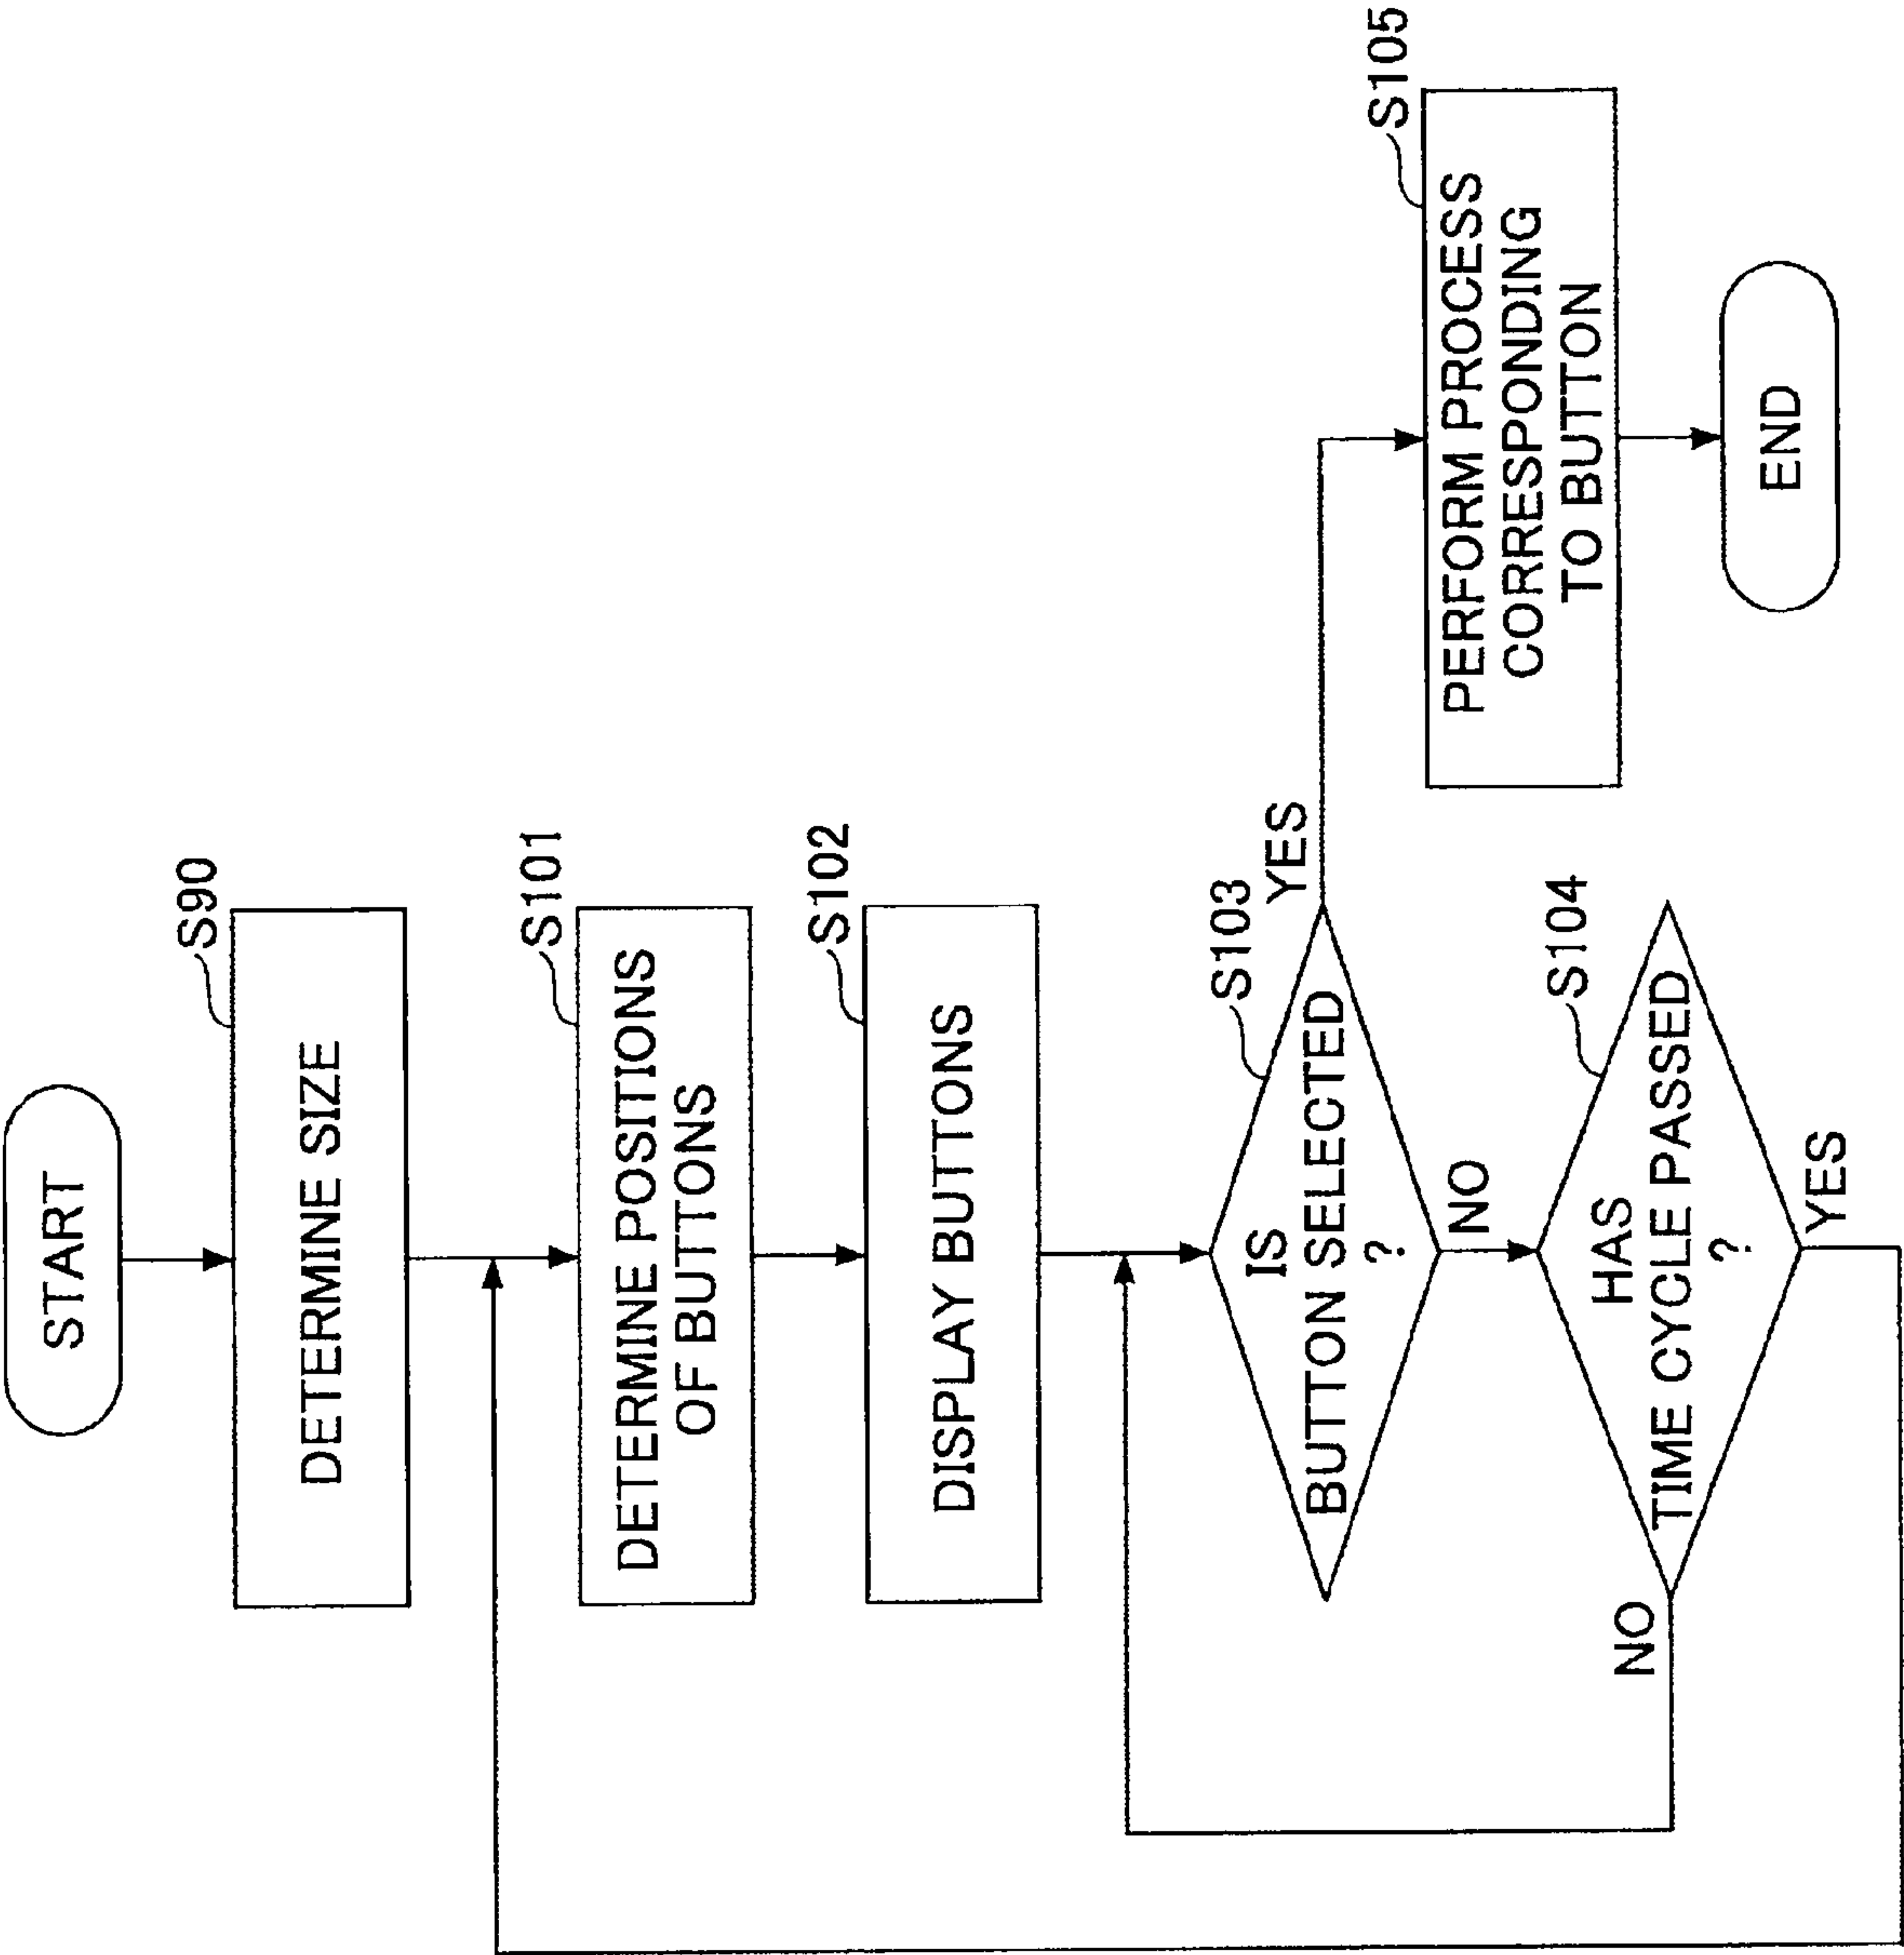 START
S90
DETERMINE SIZE
S101
DETERMINE POSITIONS
OF BUTTONS
S102
DISPLAY BUTTONS
S103
IS
BUTTON SELECTED
?
YES
NO
S104
HAS
TIME CYCLE PASSED
?
NO
YES
S105
PERFORM PROCESS
CORRESPONDING
TO BUTTON
END